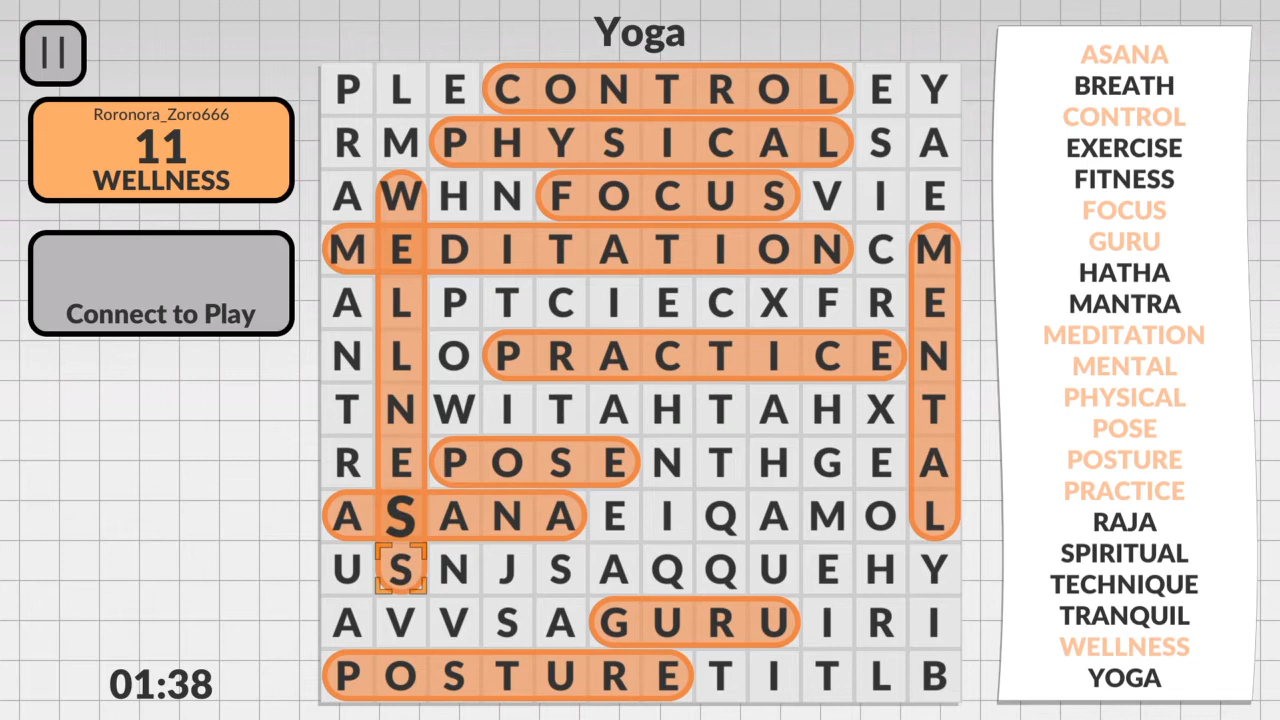 Yoga
Roronora_Zoro666
11
WELLNESS
Connect to Play
01:38
P L E C O N T R O L E Y
R M P H Y S I C A L S A
A W H N F O C U S V I E
M E D I T A T I O N C M
A L P T C I E C X F R E
N L O P R A C T I C E N
T N W I T A H T A H X T
R E P O S E N T H G E A
A S A N A E I Q A M O L
U S N J S A Q Q U E H Y
A V V S A G U R U I R I
P O S T U R E T I T L B
ASANA
BREATH
CONTROL
EXERCISE
FITNESS
FOCUS
GURU
HATHA
MANTRA
MEDITATION
MENTAL
PHYSICAL
POSE
POSTURE
PRACTICE
RAJA
SPIRITUAL
TECHNIQUE
TRANQUIL
WELLNESS
YOGA